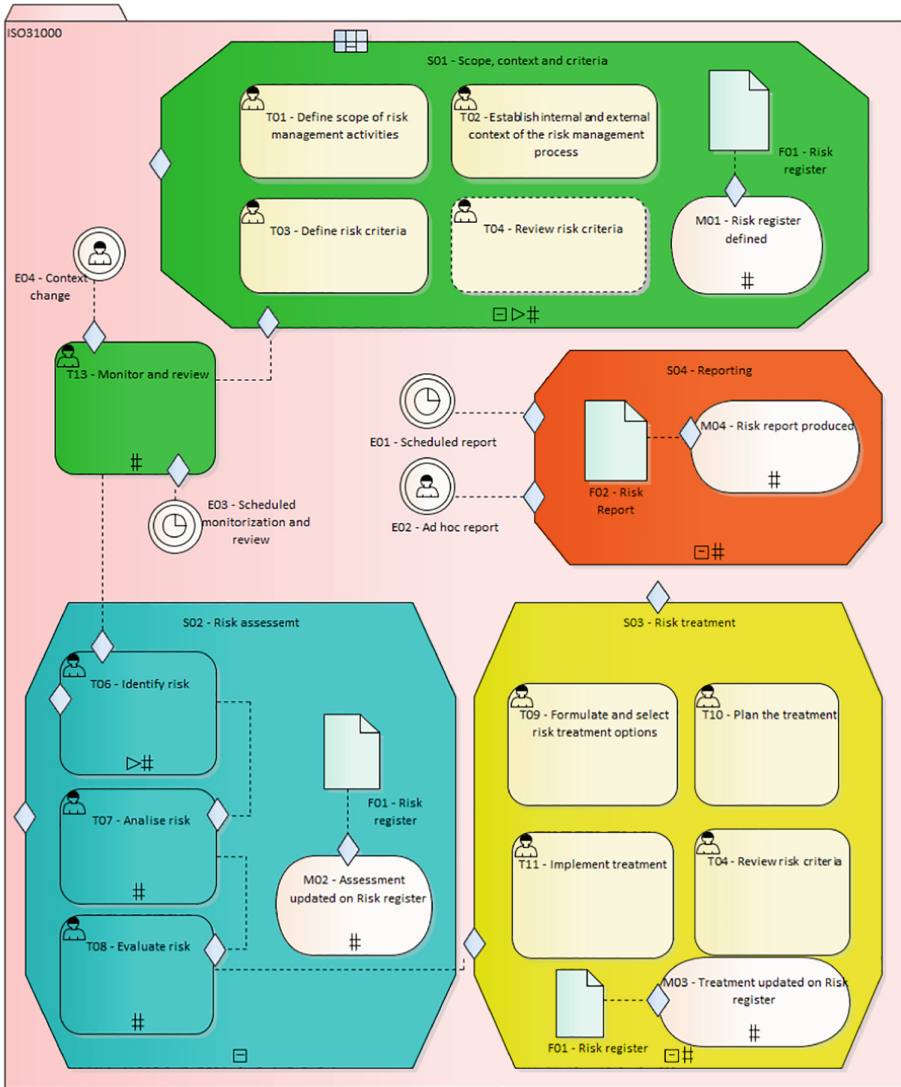 ISO31000
S01 - Scope, context and criteria
T01 - Define scope of risk
management activities
T02 - Establish internal and external
context of the risk management
process
F01 - Risk
register
T03 - Define risk criteria
T04 - Review risk criteria
M01 - Risk register
defined
E04 - Context
change
T13 - Monitor and review
E03 - Scheduled
monitorization and
review
S04 - Reporting
E01 - Scheduled report
M04 - Risk report produced
F02 - Risk
Report
E02 - Ad hoc report
S02 - Risk assessmt
T06 - Identify risk
F01 - Risk
register
T07 - Analise risk
M02 - Assessment
updated on Risk register
T08 - Evaluate risk
S03 - Risk treatment
T09 - Formulate and select
risk treatment options
T10 - Plan the treatment
T11 - Implement treatment
T04 - Review risk criteria
M03 - Treatment updated on Risk
register
F01 - Risk register